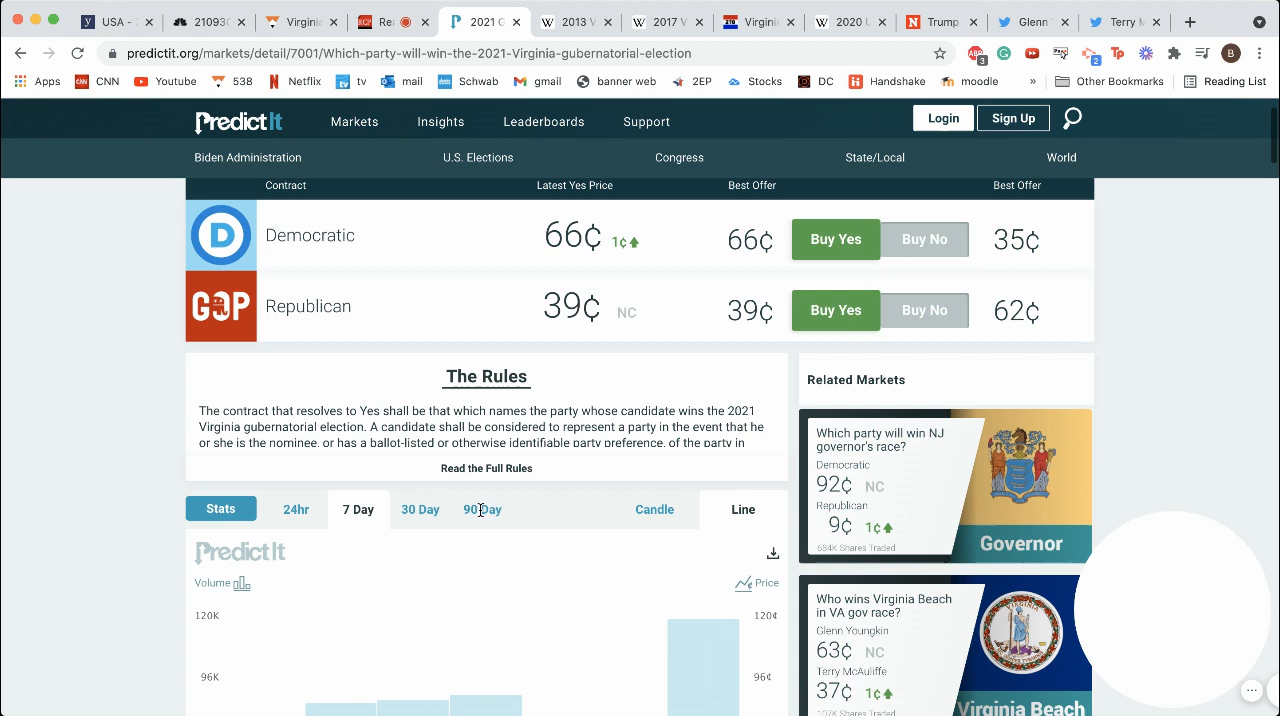 USA -
21093
Virginia
Rea
2021 G
2013 V
2017 V
Virginia
2020 U
Trump
Glenn
Terry M
predictit.org/markets/detail/7001/Which-party-will-win-the-2021-Virginia-gubernatorial-election
ABP
3
2
TP
B
Apps
CNN
Youtube
538
Netflix
tv
mail
Schwab
gmail
banner web
2EP
Stocks
DC
Handshake
moodle
»
Other Bookmarks
Reading List
PredictIt
Markets
Insights
Leaderboards
Support
Login
Sign Up
Biden Administration
U.S. Elections
Congress
State/Local
World
Contract
Latest Yes Price
Best Offer
Best Offer
D
Democratic
66¢
1¢
66¢
Buy Yes
Buy No
35¢
GOP
Republican
39¢
NC
39¢
Buy Yes
Buy No
62¢
The Rules
The contract that resolves to Yes shall be that which names the party whose candidate wins the 2021
Virginia gubernatorial election. A candidate shall be considered to represent a party in the event that he
or she is the nominee, or has a ballot-listed or otherwise identifiable party preference, of the party in
Read the Full Rules
Related Markets
Which party will win NJ
governor's race?
Democratic
92¢ NC
Republican
9¢ 1¢
684K Shares Traded
Governor
Who wins Virginia Beach
in VA gov race?
Glenn Youngkin
63¢ NC
Terry McAuliffe
37¢ 1¢
107K Shares Traded
Virginia Beach
Stats
24hr
7 Day
30 Day
90 Day
Candle
Line
PredictIt
Volume
Price
120K
120¢
96K
96¢